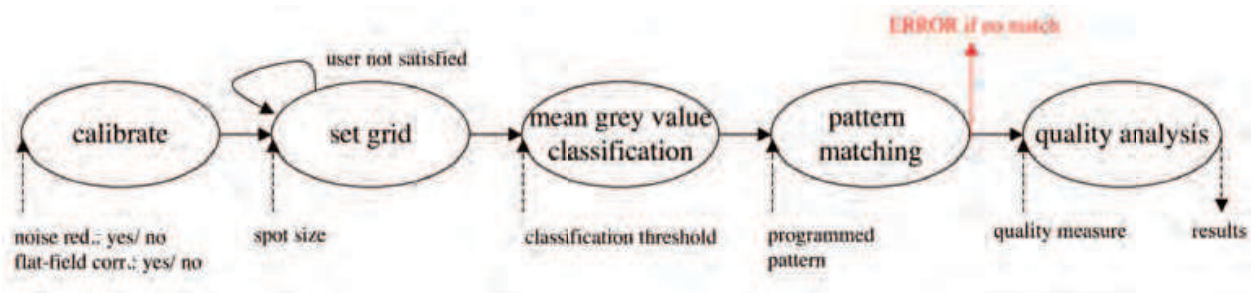 ERROR if no match
user not satisfied
calibrate
set grid
mean grey value
classification
pattern
matching
quality analysis
noise red.: yes/ no
flat-field corr.: yes/ no
spot size
classification threshold
programmed
pattern
quality measure
results